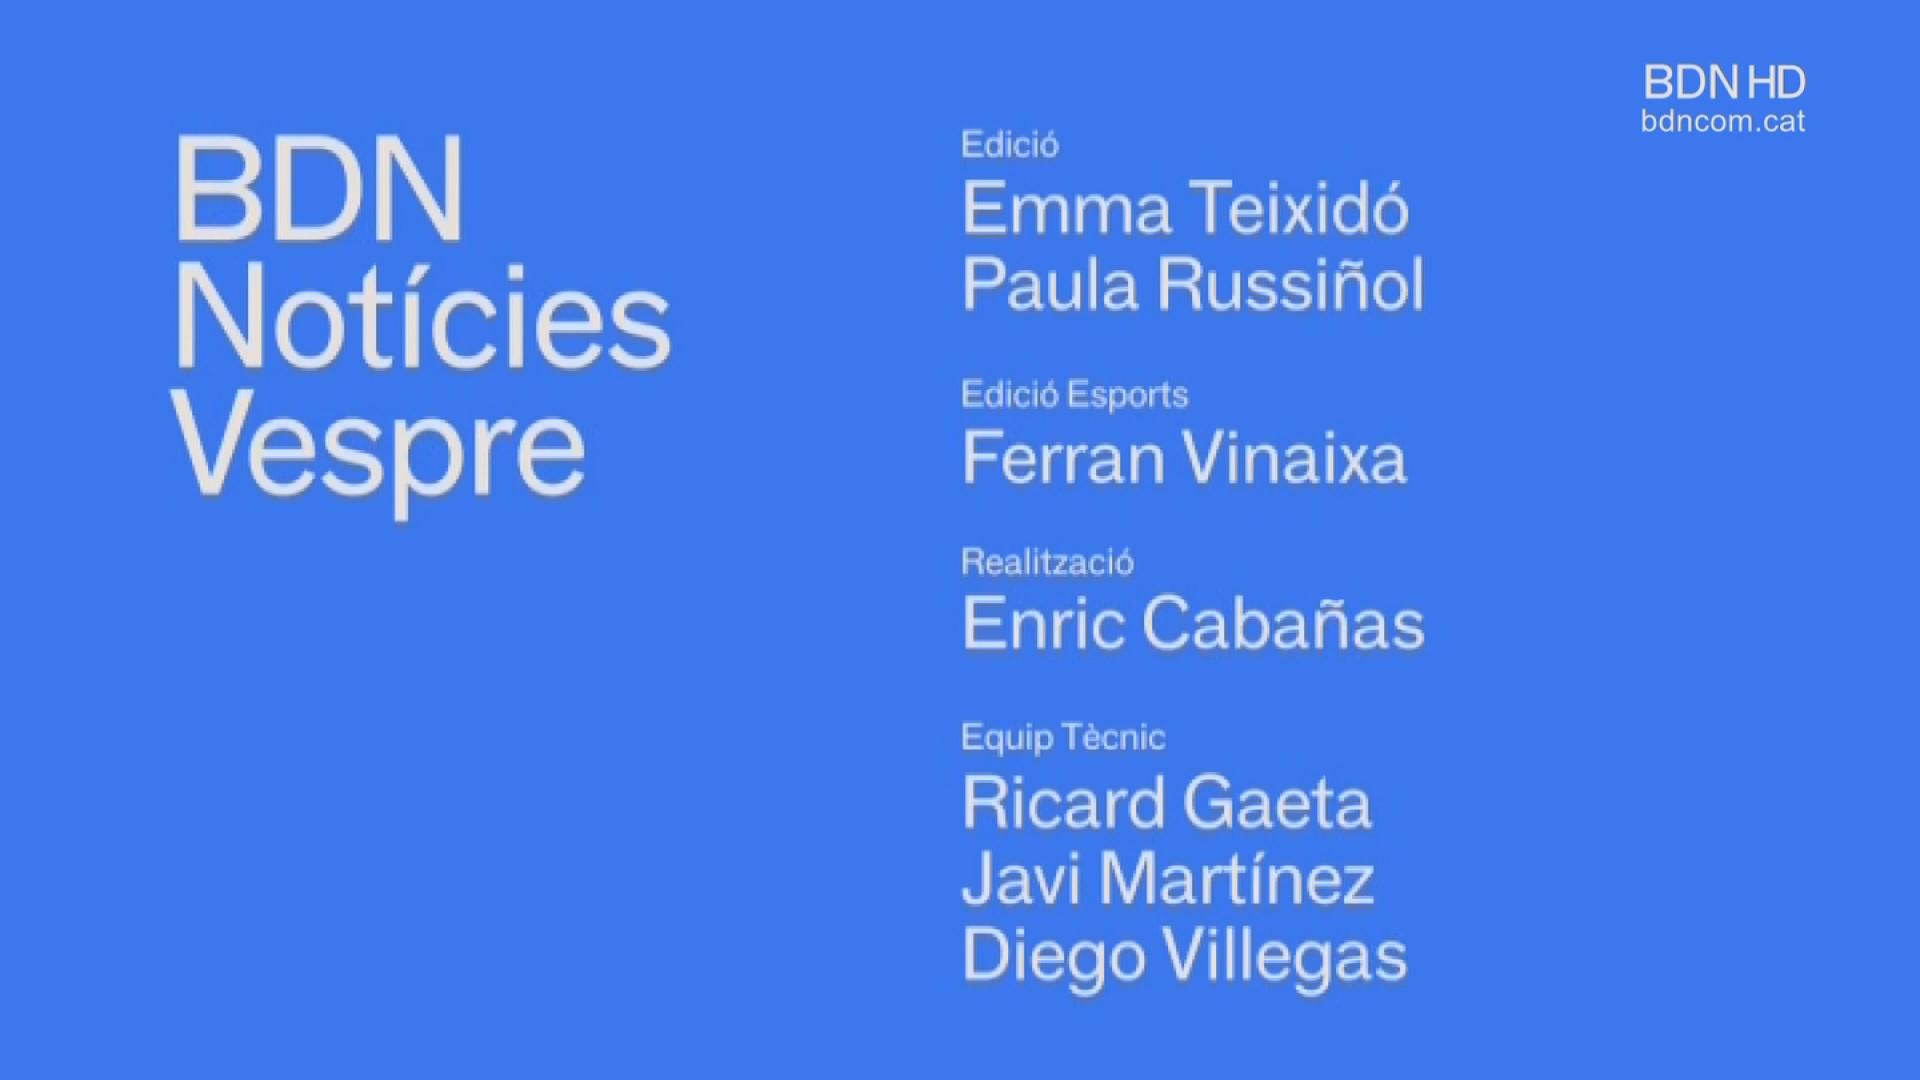 BDN HD
bdncom.cat
BDN
Notícies
Vespre
Edició
Emma Teixidó
Paula Russiñol
Edició Esports
Ferran Vinaixa
Realització
Enric Cabañas
Equip Tècnic
Ricard Gaeta
Javi Martínez
Diego Villegas